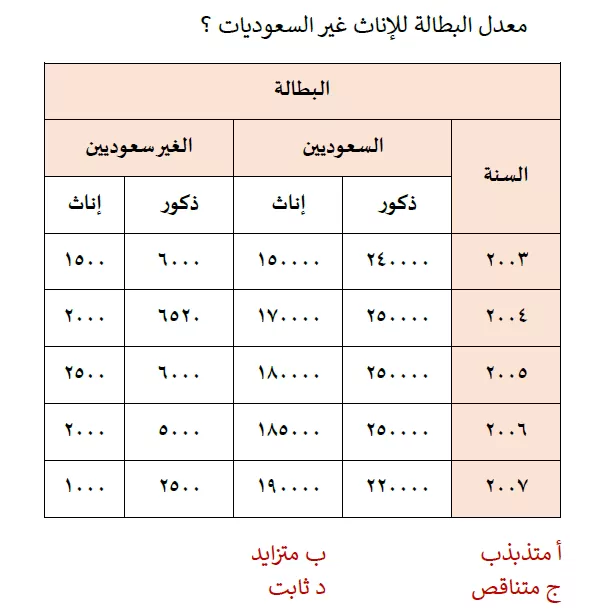 معدل البطالة للإناث غير السعوديات ؟
البطالة
السنة السعوديين الغير سعوديين
ذكور إناث ذكور إناث
٢٠٠٣ ٢٤٠٠٠٠ ١٥٠٠٠٠ ٦٠٠٠ ١٥٠٠
٢٠٠٤ ٢٥٠٠٠٠ ١٧٠٠٠٠ ٦٥٢٠ ٢٠٠٠
٢٠٠٥ ٢٥٠٠٠٠ ١٨٠٠٠٠ ٦٠٠٠ ٢٥٠٠
٢٠٠٦ ٢٥٠٠٠٠ ١٨٥٠٠٠ ٥٠٠٠ ٢٠٠٠
٢٠٠٧ ٢٢٠٠٠٠ ١٩٠٠٠٠ ٢٥٠٠ ١٠٠٠
أ متذبذب ب متزايد
ج متناقص د ثابت